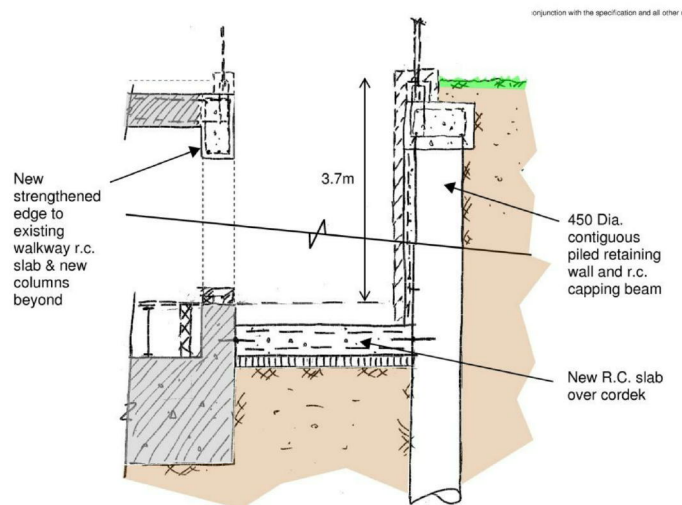 onjunction with the specification and all other
3.7m
New
strengthened
edge to
existing
walkway r.c.
slab & new
columns
beyond
450 Dia.
contiguous
piled retaining
wall and r.c.
capping beam
New R.C. slab
over cordek